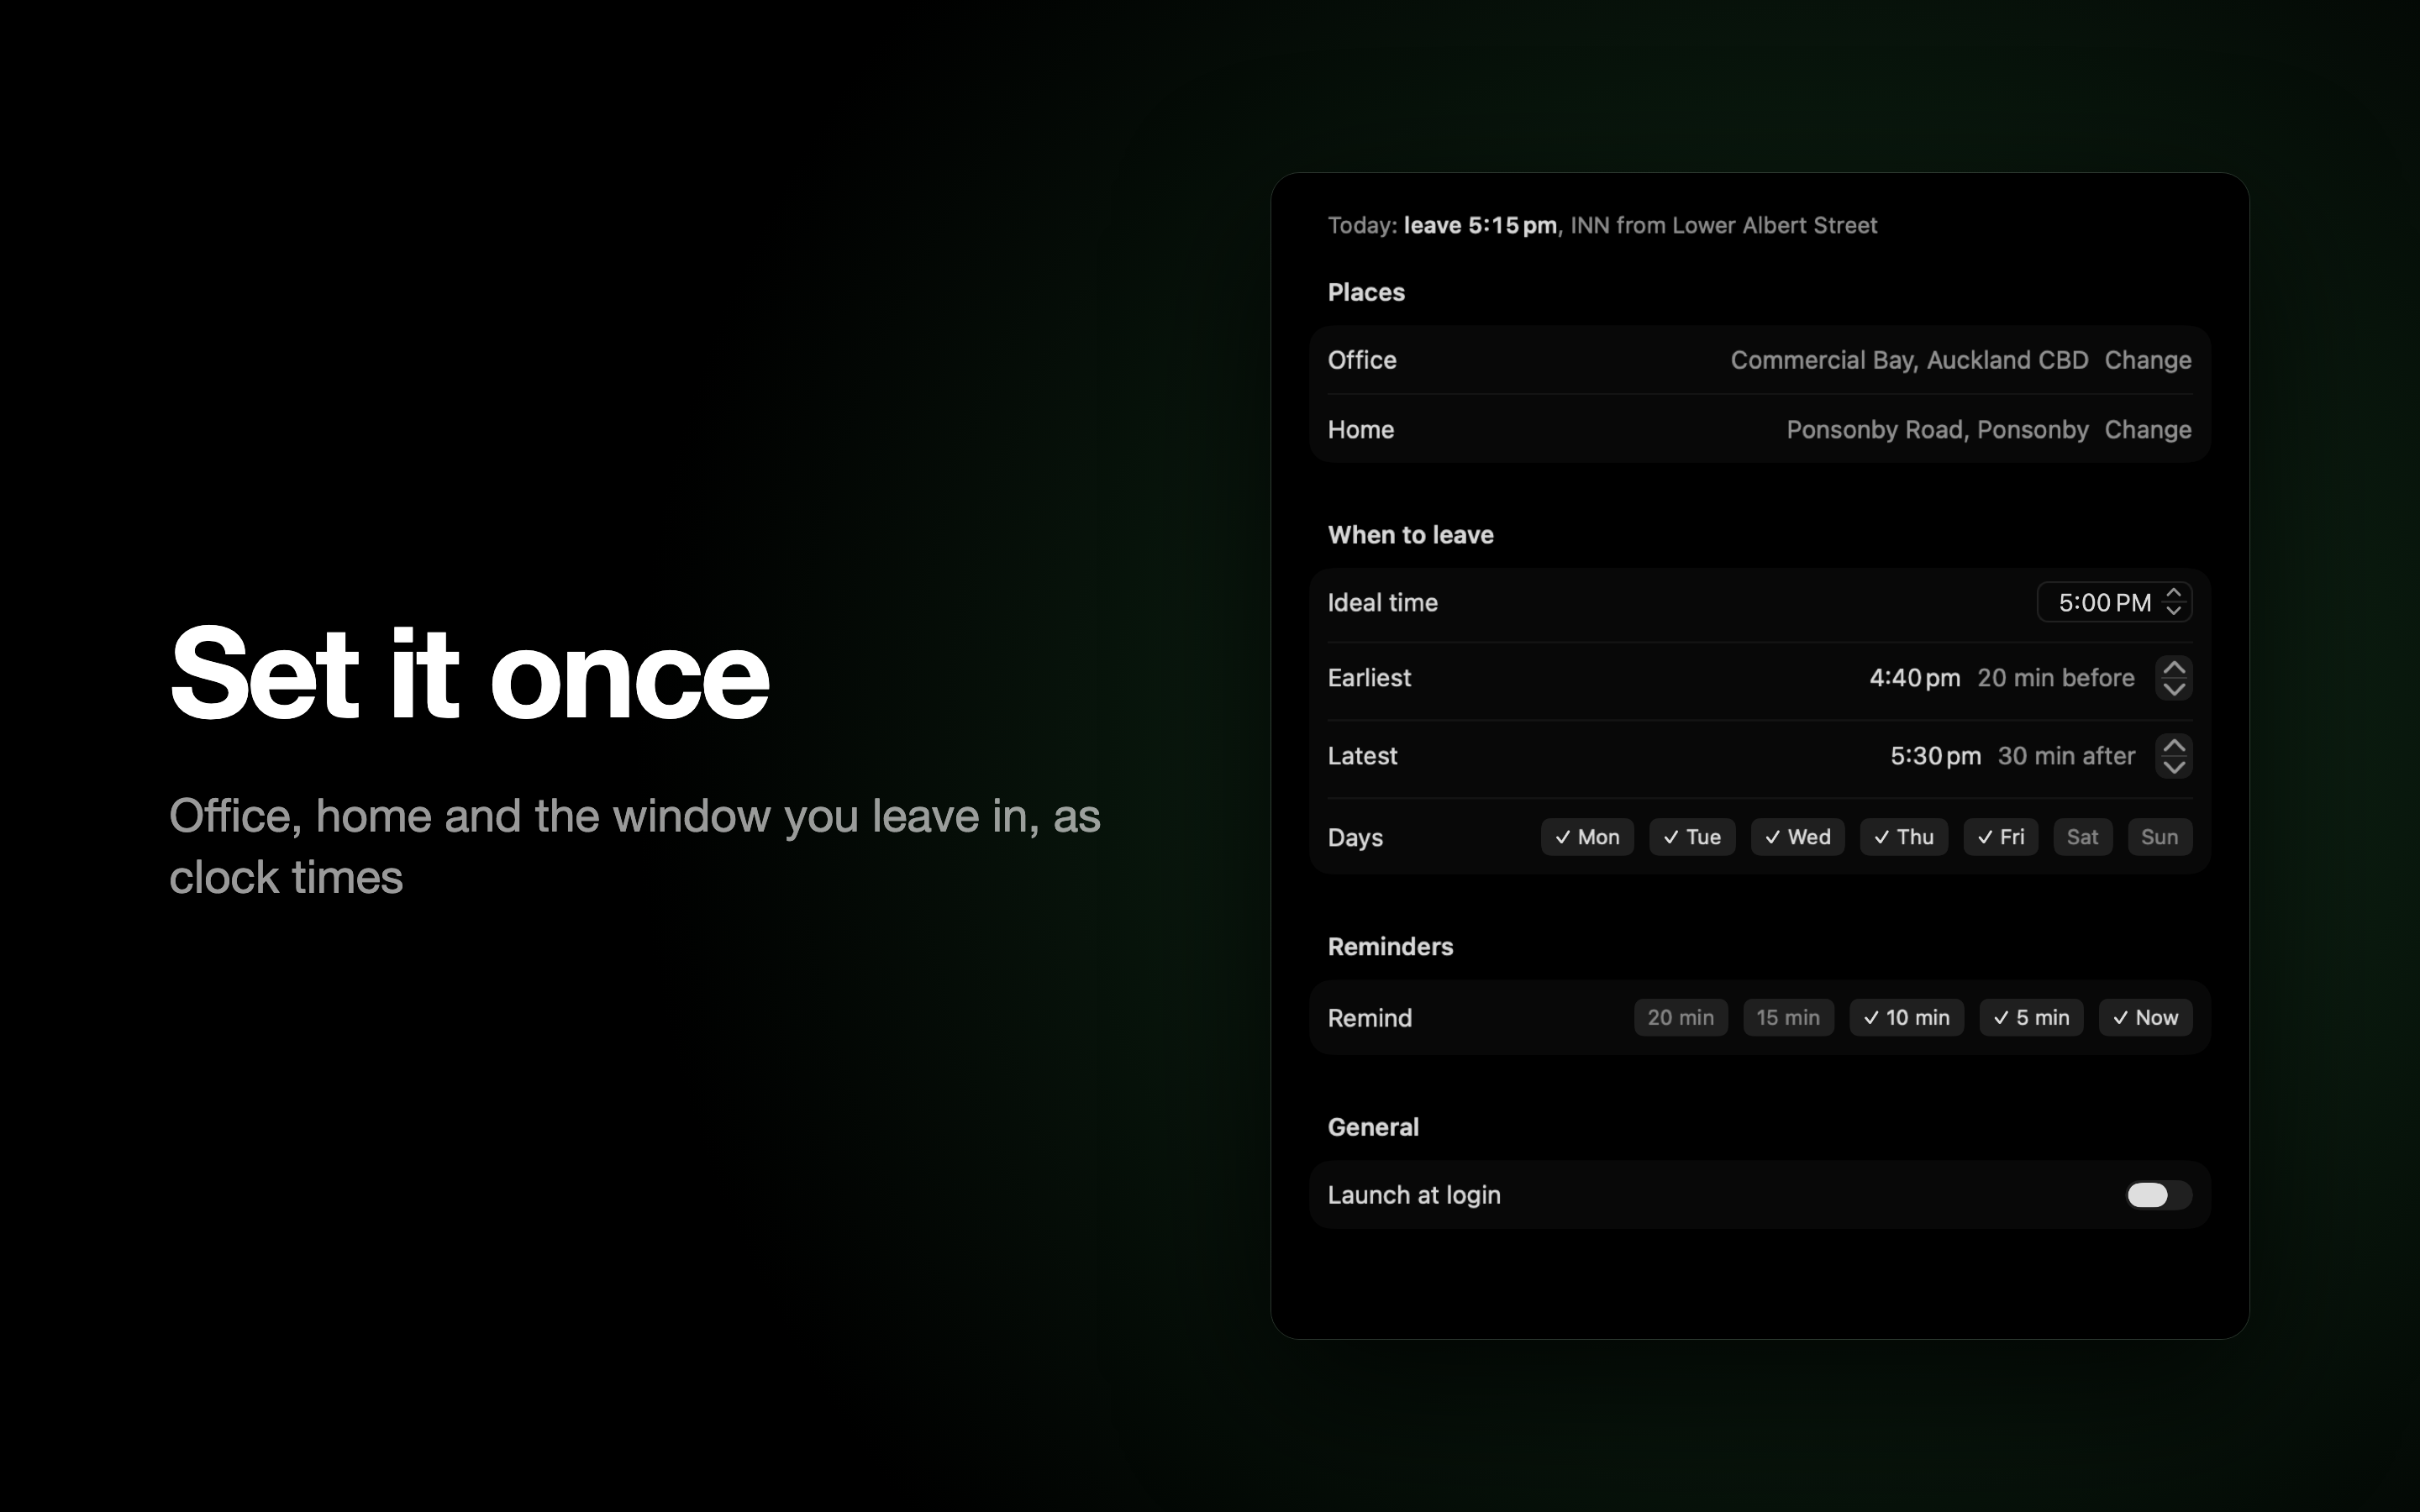 Set it once
Office, home and the window you leave in, as
clock times
Today: leave 5:15 pm, INN from Lower Albert Street
Places
Office Commercial Bay, Auckland CBD Change
Home Ponsonby Road, Ponsonby Change
When to leave
Ideal time 5:00 PM
Earliest 4:40 pm 20 min before
Latest 5:30 pm 30 min after
Days ✓ Mon ✓ Tue ✓ Wed ✓ Thu ✓ Fri Sat Sun
Reminders
Remind 20 min 15 min ✓ 10 min ✓ 5 min ✓ Now
General
Launch at login